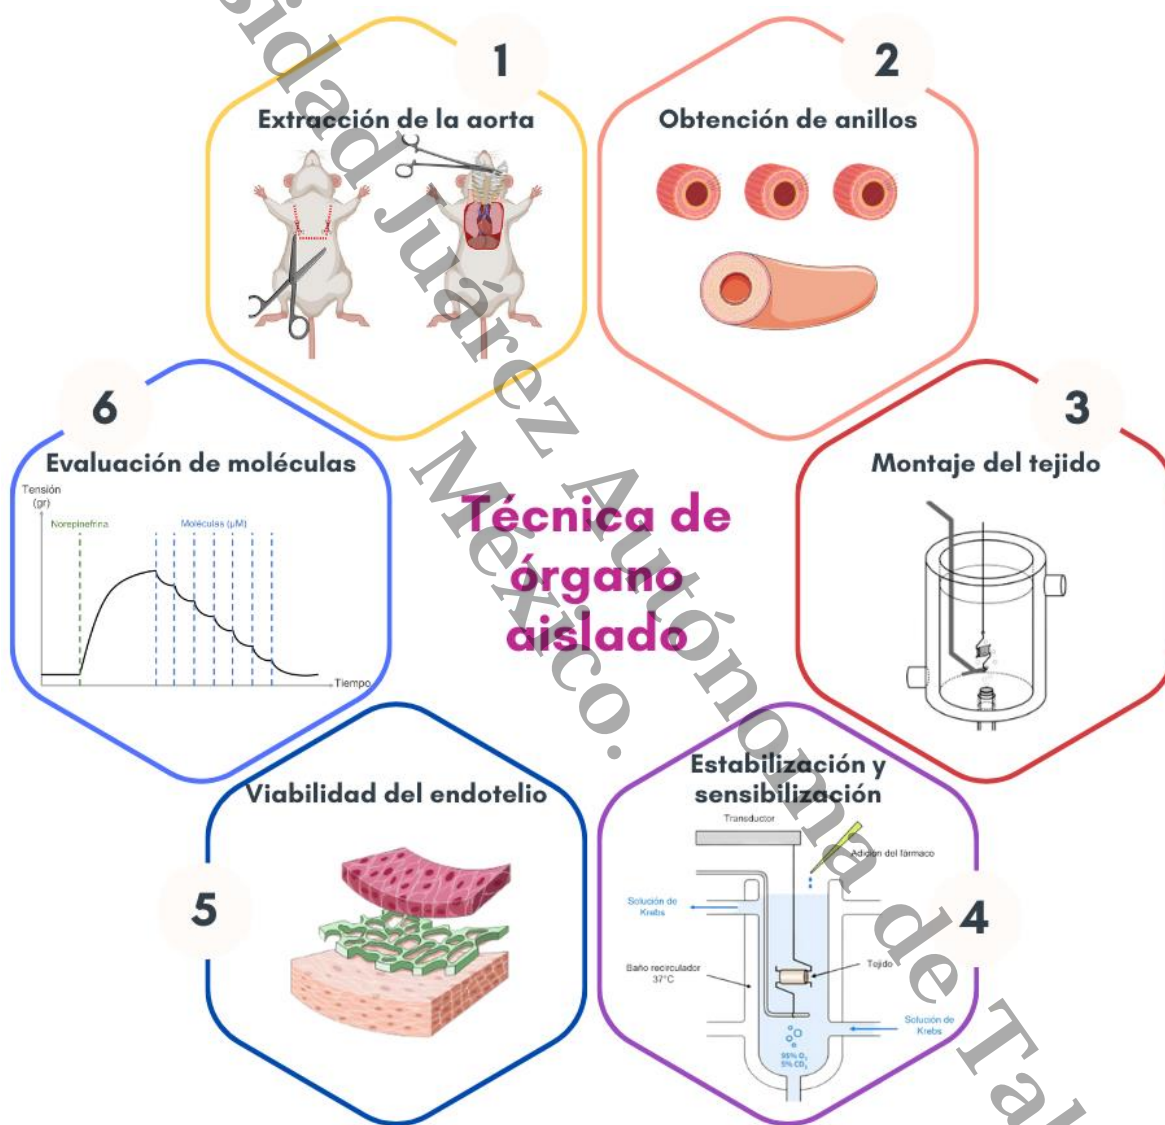 1
Extracción de la aorta
2
Obtención de anillos
3
Montaje del tejido
Técnica de
órgano
aislado
6
Evaluación de moléculas
Tensión
(gr)
Norepinefrina
Moléculas (µM)
Tiempo
5
Viabilidad del endotelio
4
Estabilización y
sensibilización
Transductor
Adición del fármaco
Solución de
Krebs
Baño recirculador
37°C
Tejido
Solución de
Krebs
95% O2
5% CO2
sidad Juárez Autónoma de Tab
México.